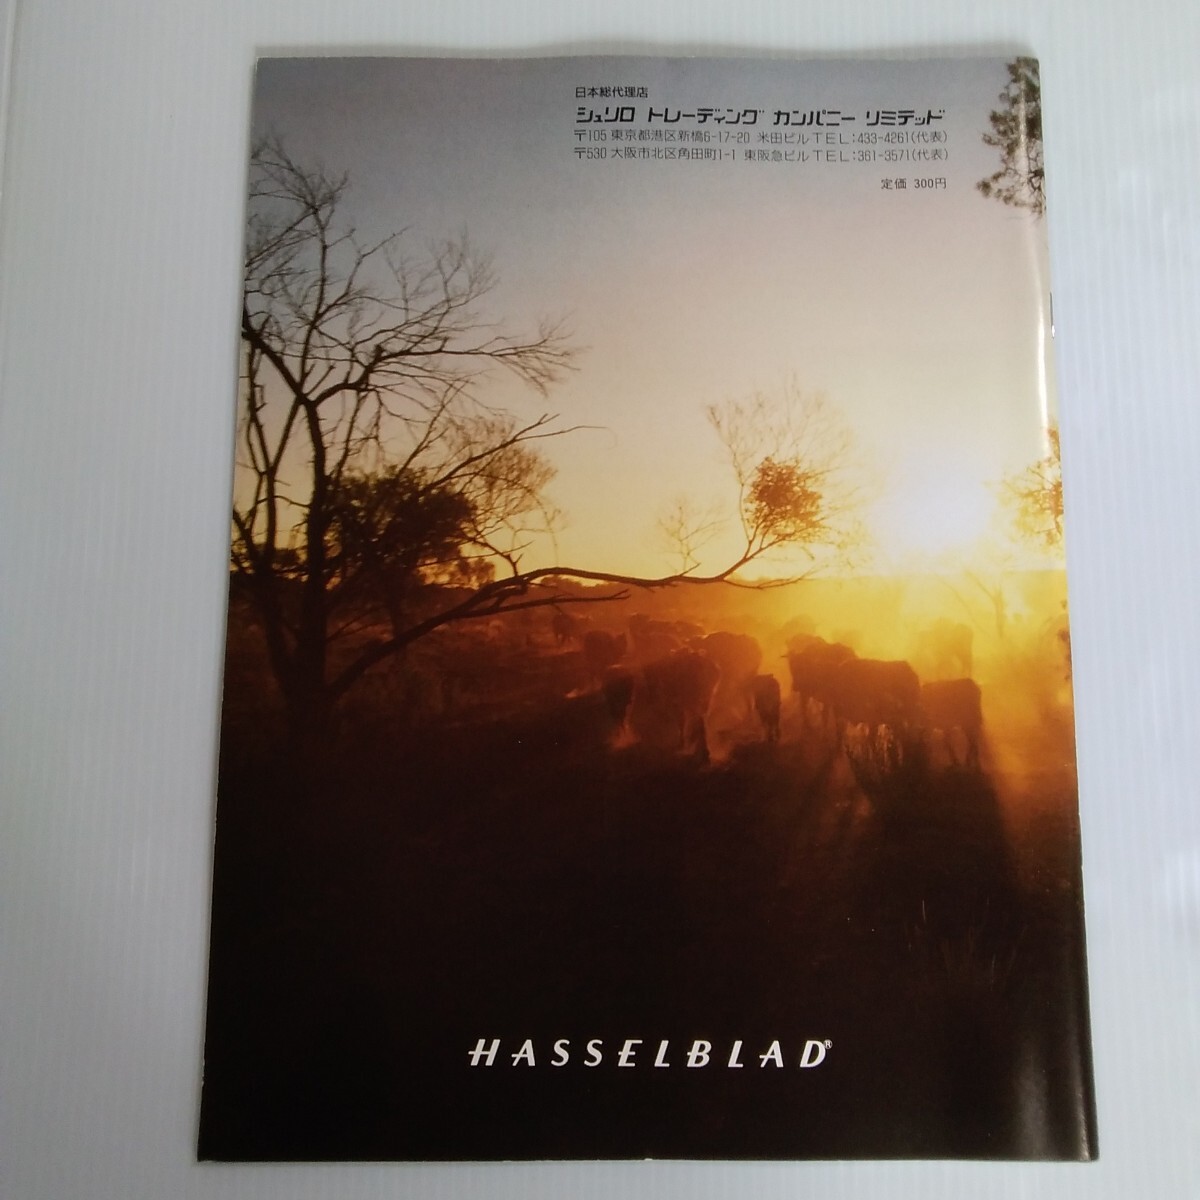 日本総代理店
シュリロ トレーディング カンパニー リミテッド
〒105 東京都港区新橋6-17-20 米田ビル TEL:433-4261(代表)
〒530 大阪市北区角田町1-1 東阪急ビル TEL:361-3571(代表)
定価 300円
HASSELBLAD®